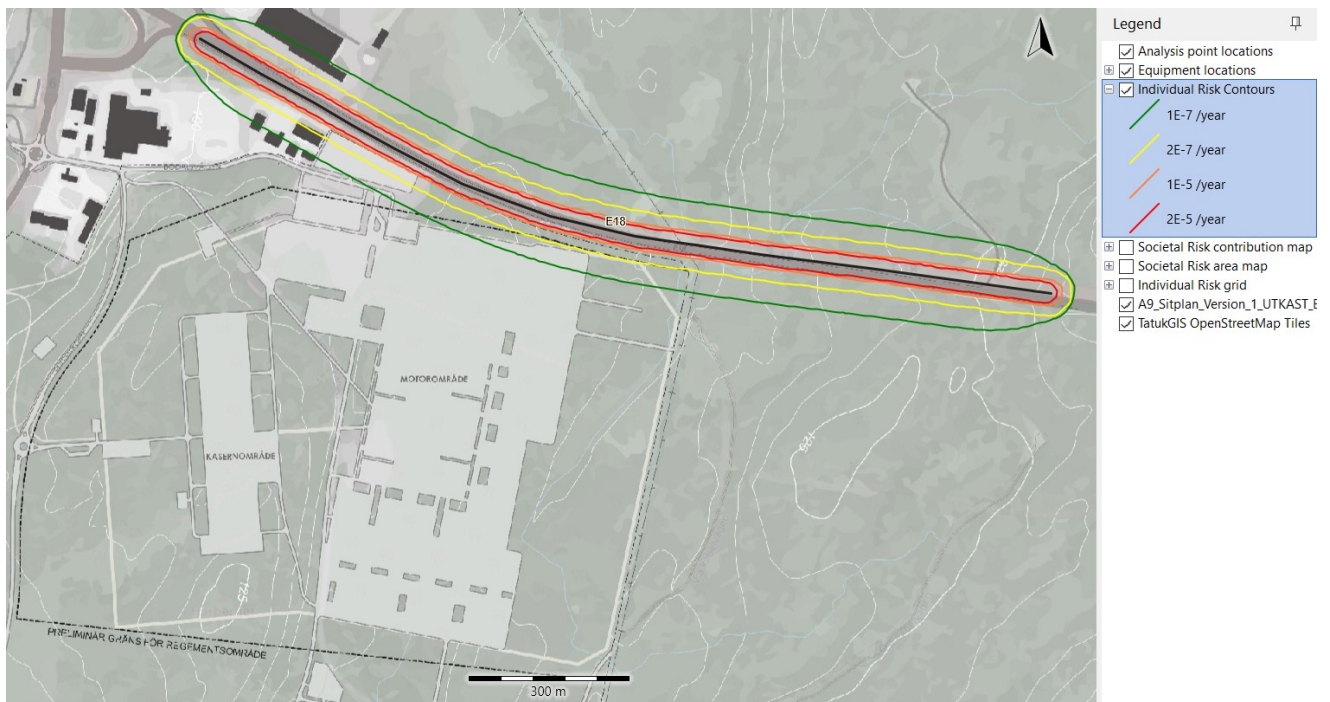 Legend
Analysis point locations
Equipment locations
Individual Risk Contours
1E-7 /year
2E-7 /year
1E-5 /year
2E-5 /year
Societal Risk contribution map
Societal Risk area map
Individual Risk grid
A9_Sitplan_Version_1_UTKAST_E
TatukGIS OpenStreetMap Tiles
E18
MOTOROMRÅDE
KASERNOMRÅDE
125
125
PRELIMINÄR GRÄNS FÖR REGEMENTSOMRÅDE
300 m